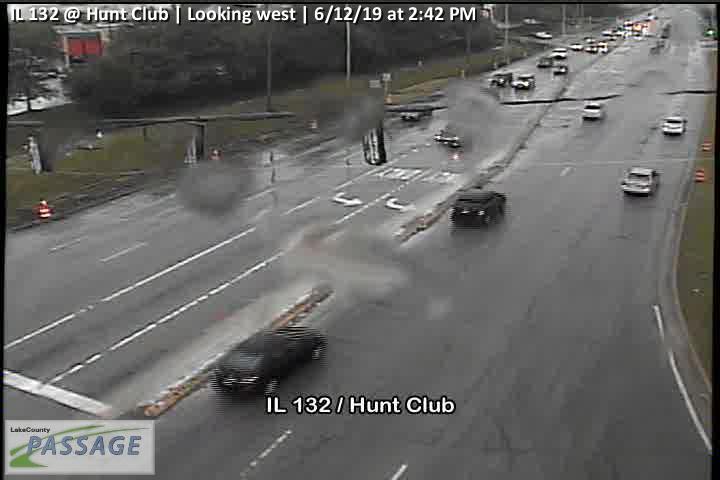 IL 132 @ Hunt Club | Looking west | 6/12/19 at 2:42 PM
IL 132 / Hunt Club
LakeCounty
PASSAGE